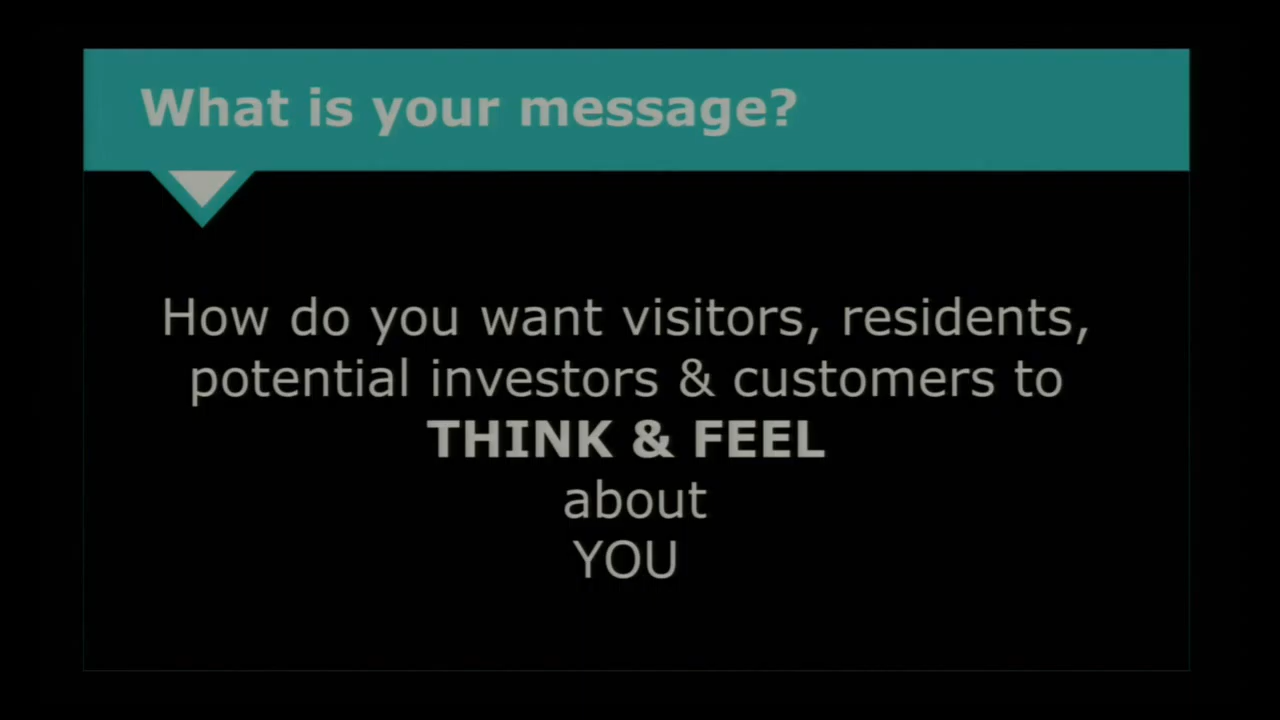 What is your message?
How do you want visitors, residents,
potential investors & customers to
THINK & FEEL
about
YOU